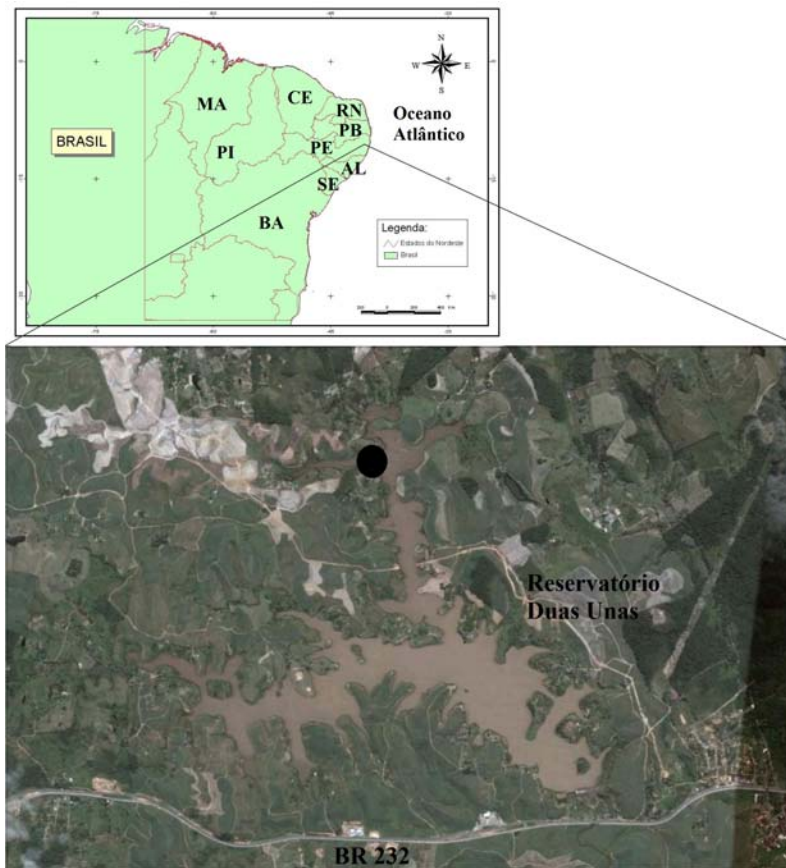 N
W E
S
MA
CE
RN
Oceano
Atlântico
PB
BRASIL
PI
PE
AL
SE
BA
Legenda:
Estados do Nordeste
Brasil
Reservatório
Duas Unas
BR 232